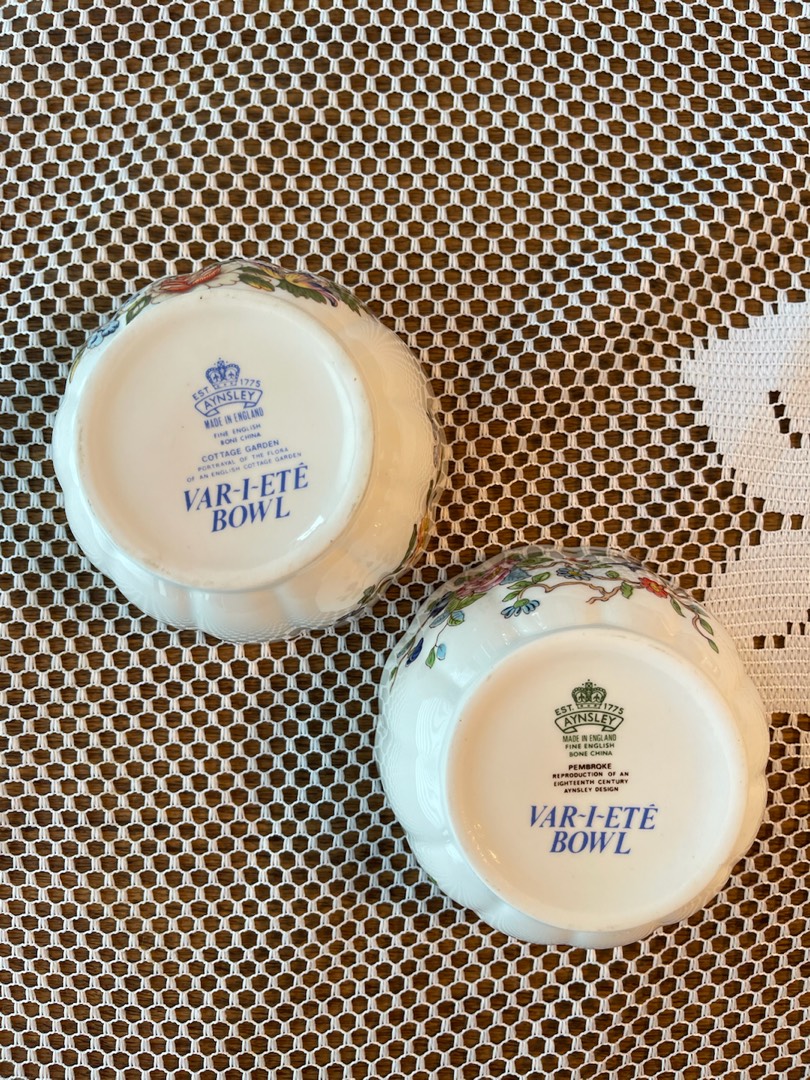 EST. 1775
AYNSLEY
MADE IN ENGLAND
FINE ENGLISH
BONE CHINA
COTTAGE GARDEN
PORTRAYAL OF THE FLORA
OF AN ENGLISH COTTAGE GARDEN
VAR-I-ETÊ
BOWL
EST. 1775
AYNSLEY
MADE IN ENGLAND
FINE ENGLISH
BONE CHINA
PEMBROKE
REPRODUCTION OF AN
EIGHTEENTH CENTURY
AYNSLEY DESIGN
VAR-I-ETÊ
BOWL